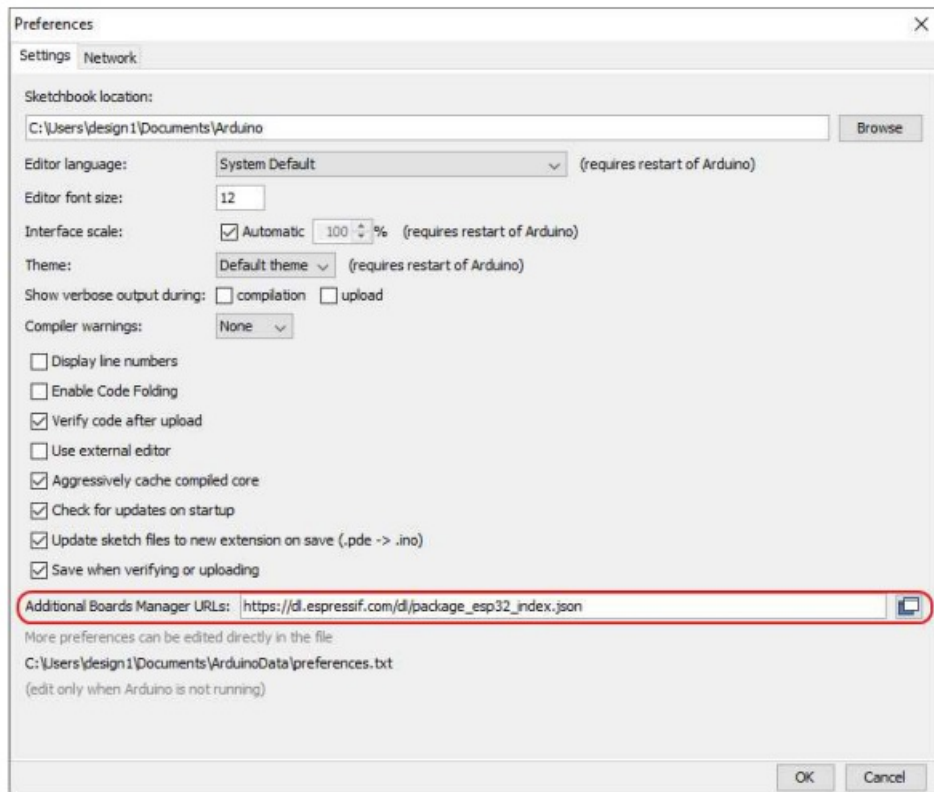 Preferences
Settings Network
Sketchbook location:
C:\Users\design1\Documents\Arduino Browse
Editor language: System Default (requires restart of Arduino)
Editor font size: 12
Interface scale: Automatic 100 % (requires restart of Arduino)
Theme: Default theme (requires restart of Arduino)
Show verbose output during: compilation upload
Compiler warnings: None
Display line numbers
Enable Code Folding
Verify code after upload
Use external editor
Aggressively cache compiled core
Check for updates on startup
Update sketch files to new extension on save (.pde -> .ino)
Save when verifying or uploading
Additional Boards Manager URLs: https://dl.espressif.com/dl/package_esp32_index.json
More preferences can be edited directly in the file
C:\Users\design1\Documents\ArduinoData\preferences.txt
(edit only when Arduino is not running)
OK Cancel